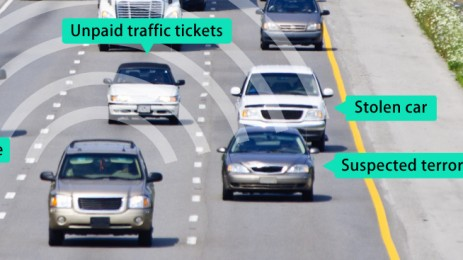 Unpaid traffic tickets
Stolen car
e
Suspected terror